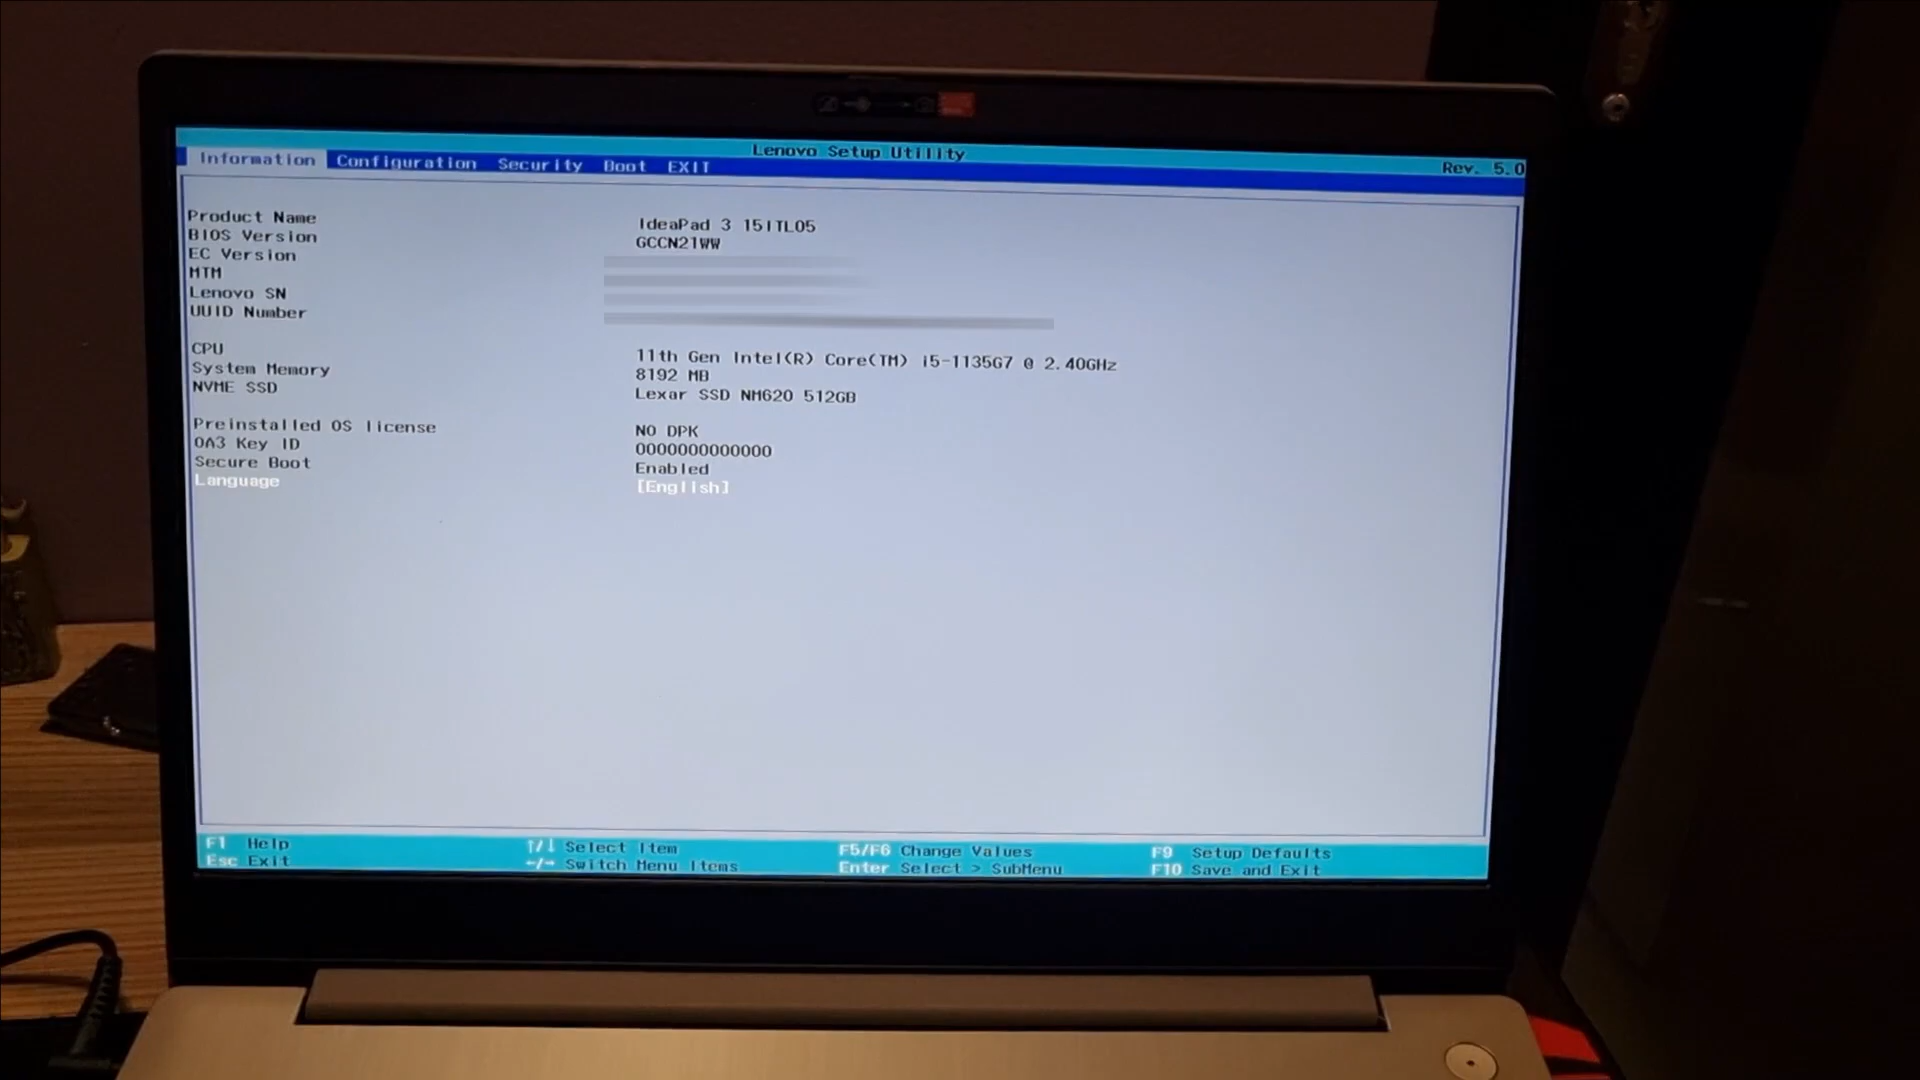 Lenovo Setup Utility
Rev. 5.0
Information Configuration Security Boot EXIT
Product Name IdeaPad 3 15ITL05
BIOS Version GCCN21WW
EC Version
MTM
Lenovo SN
UUID Number
CPU 11th Gen Intel(R) Core(TM) i5-1135G7 @ 2.40GHz
System Memory 8192 MB
NVME SSD Lexar SSD NM620 512GB
Preinstalled OS license NO DPK
OA3 Key ID 0000000000000
Secure Boot Enabled
Language [English]
F1 Help ↑/↓ Select Item F5/F6 Change Values F9 Setup Defaults
Esc Exit ←/→ Switch Menu Items Enter Select > SubMenu F10 Save and Exit